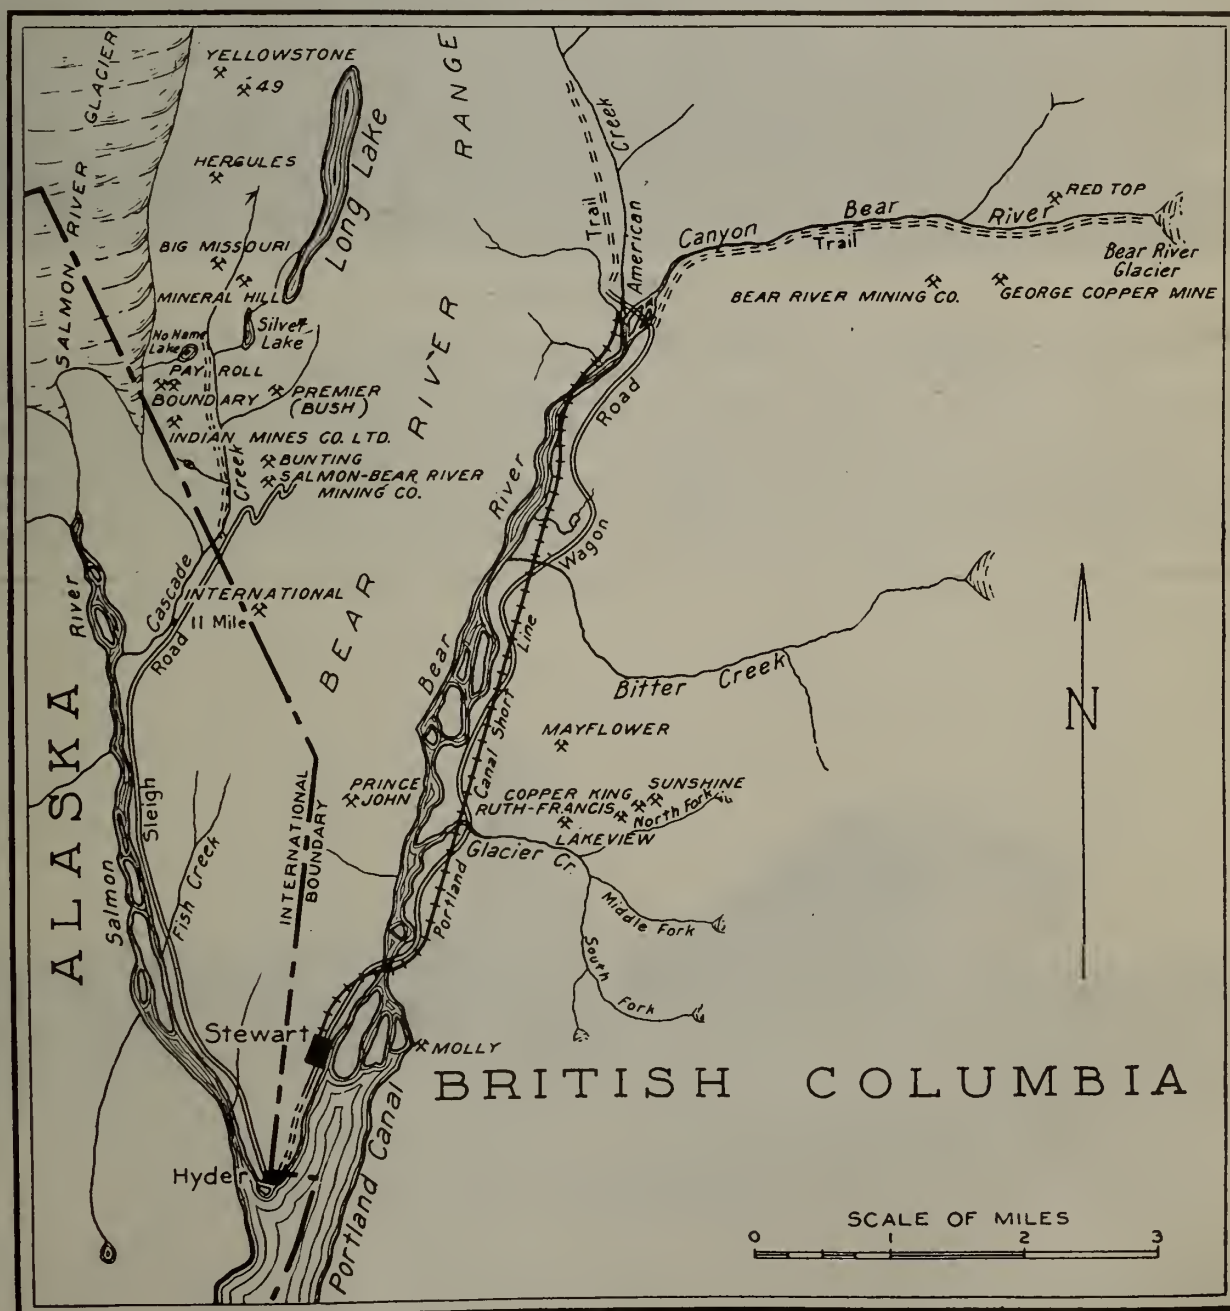 YELLOWSTONE
49
HERGULES
BIG MISSOURI
MINERAL HILL
Long Lake
No Name
Lake
Silver
Lake
PAY ROLL
BOUNDARY
PREMIER
(BUSH)
INDIAN MINES CO. LTD.
BUNTING
SALMON-BEAR RIVER
MINING CO.
SALMON RIVER GLACIER
BEAR RIVER RANGE
Trail
American Creek
Canyon
Bear River
Trail
RED TOP
Bear River
Glacier
BEAR RIVER MINING CO.
GEORGE COPPER MINE
Cascade Creek
INTERNATIONAL
11 Mile
Sleigh Road
Salmon River
Fish Creek
ALASKA
INTERNATIONAL
BOUNDARY
Bear River
Wagon Road
Portland Canal Short Line
Bitter Creek
N
MAYFLOWER
PRINCE
JOHN
COPPER KING
SUNSHINE
RUTH-FRANCIS
North Fork
LAKEVIEW
Glacier Cr.
Middle Fork
South Fork
Stewart
MOLLY
BRITISH COLUMBIA
Hyder
Portland Canal
SCALE OF MILES
0 1 2 3